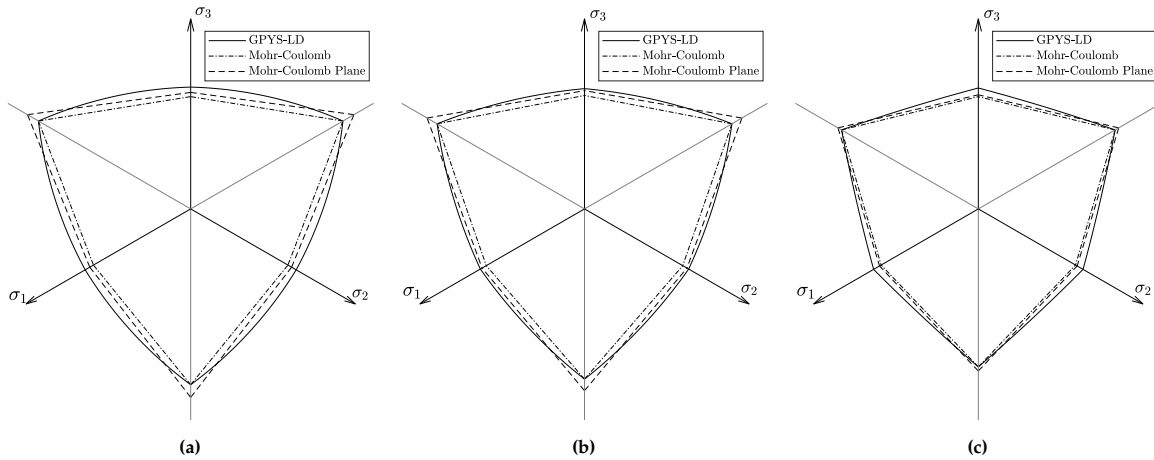 σ3
GPYS-LD
Mohr-Coulomb
Mohr-Coulomb Plane
σ1
σ2
(a)
σ3
GPYS-LD
Mohr-Coulomb
Mohr-Coulomb Plane
σ1
σ2
(b)
σ3
GPYS-LD
Mohr-Coulomb
Mohr-Coulomb Plane
σ1
σ2
(c)